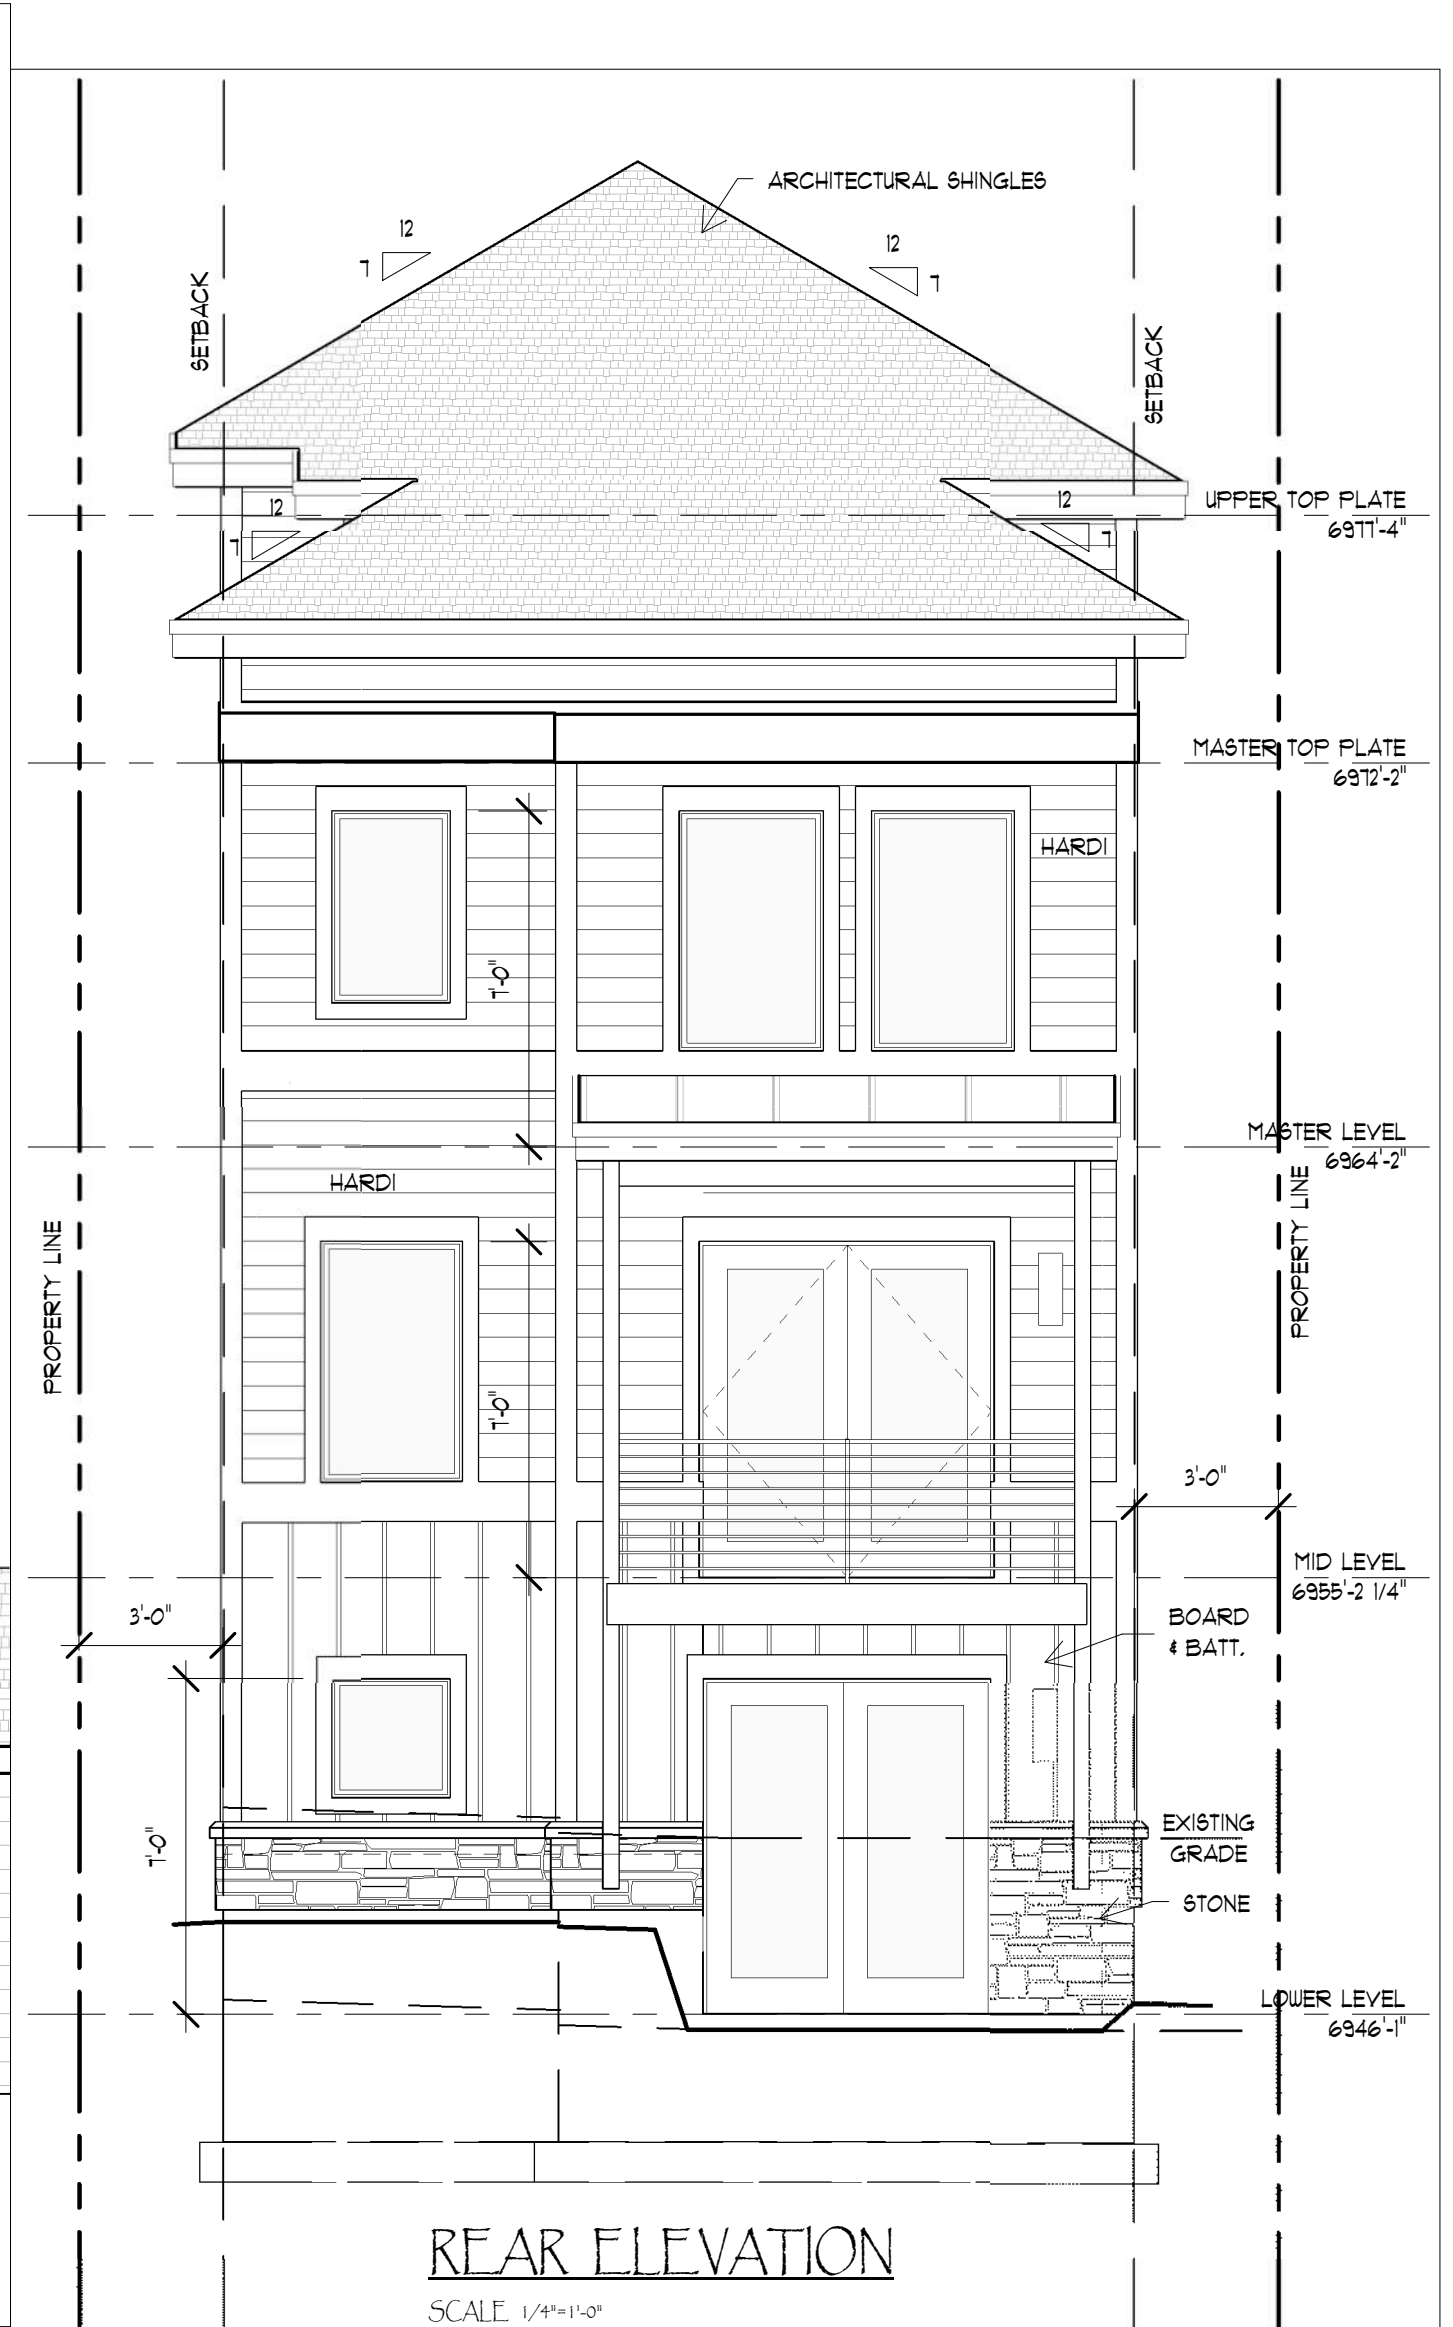 ARCHITECTURAL SHINGLES
12
7
12
7
SETBACK
SETBACK
12
7
12
7
UPPER TOP PLATE
6977'-4"
MASTER TOP PLATE
6972'-2"
HARDI
7'-0"
MASTER LEVEL
6964'-2"
HARDI
PROPERTY LINE
PROPERTY LINE
7'-0"
3'-0"
MID LEVEL
6955'-2 1/4"
3'-0"
BOARD
& BATT.
7'-0"
EXISTING
GRADE
STONE
LOWER LEVEL
6946'-1"
REAR ELEVATION
SCALE 1/4"=1'-0"